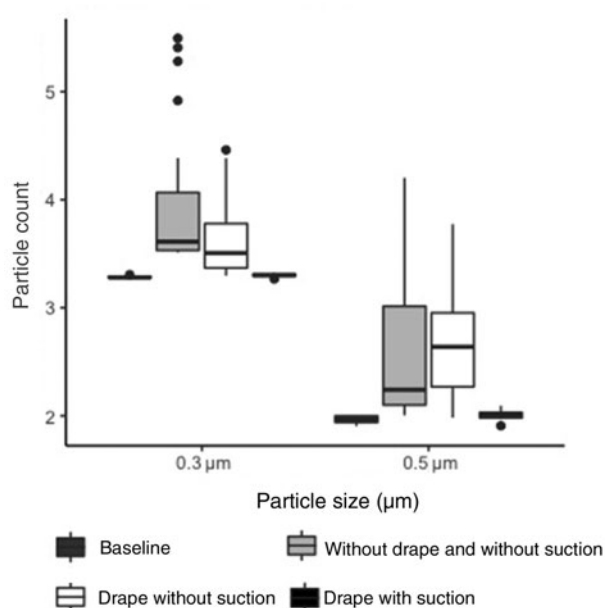 5
4
3
2
Particle count
0.3 µm 0.5 µm
Particle size (µm)
Baseline Without drape and without suction
Drape without suction Drape with suction